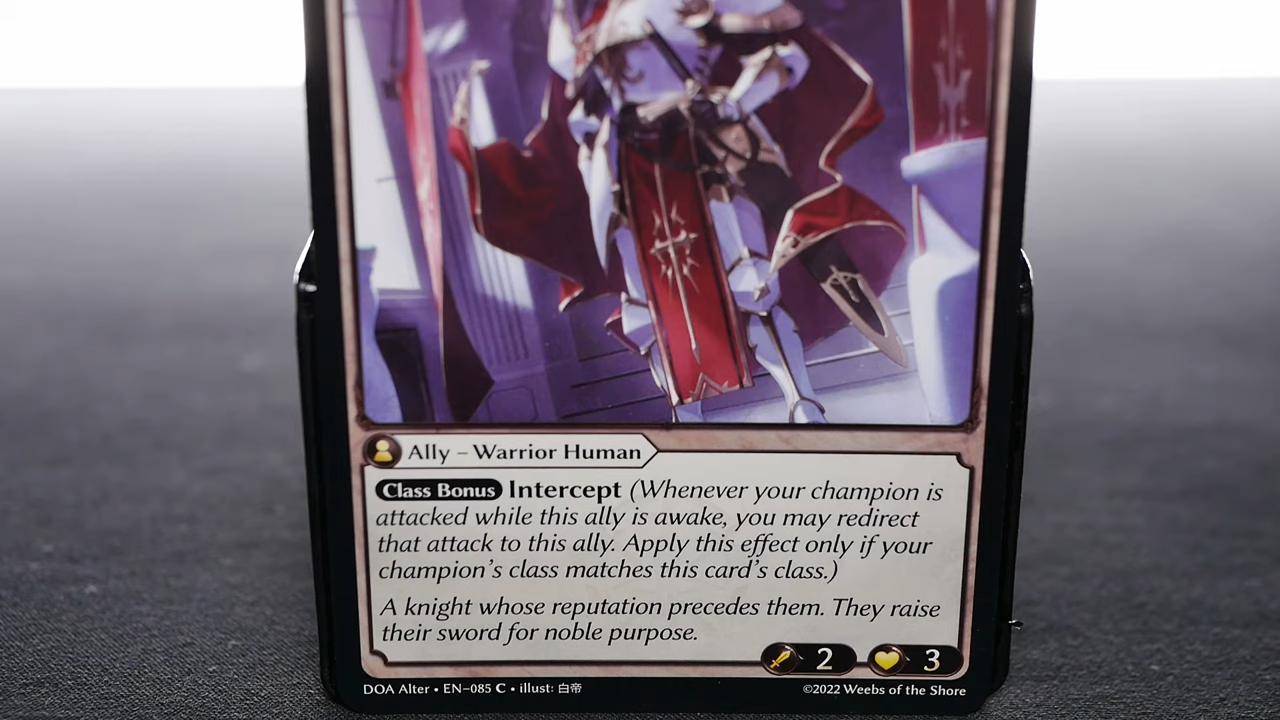 Ally – Warrior Human
Class Bonus Intercept (Whenever your champion is
attacked while this ally is awake, you may redirect
that attack to this ally. Apply this effect only if your
champion's class matches this card's class.)
A knight whose reputation precedes them. They raise
their sword for noble purpose.
2 3
DOA Alter • EN–085 C • illust: 白帝
©2022 Weebs of the Shore